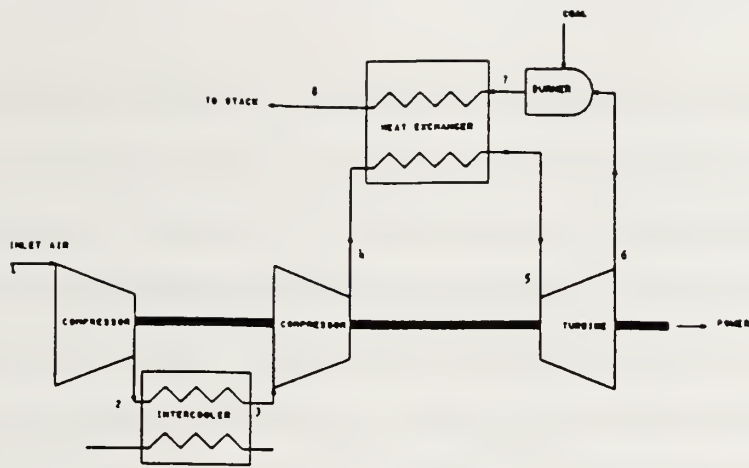 COAL
8
7
BURNER
TO STACK
HEAT EXCHANGER
INLET AIR
1
4
5
6
COMPRESSOR
COMPRESSOR
TURBINE
POWER
2
3
INTERCOOLER